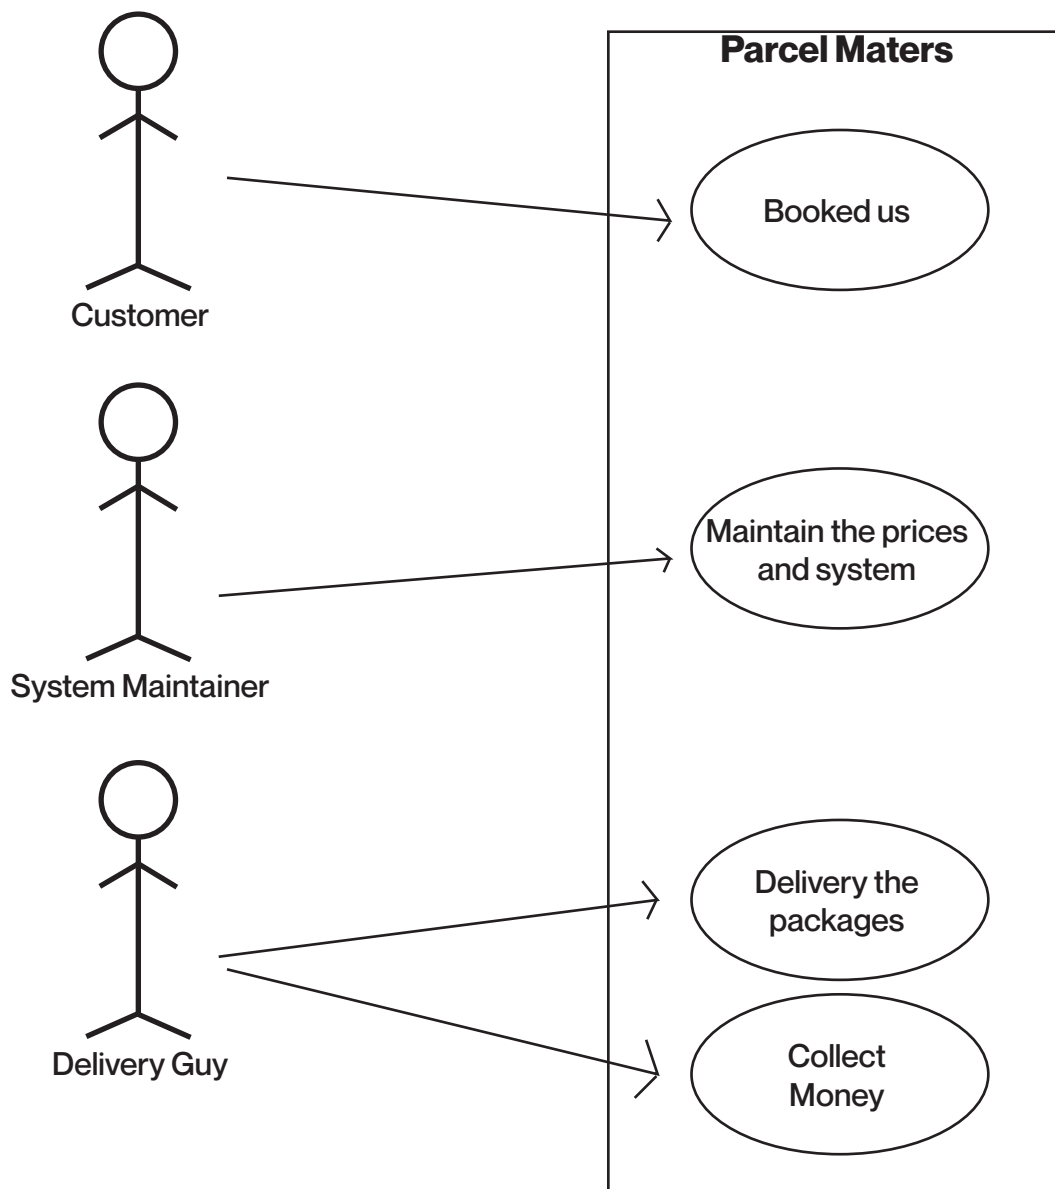 Parcel Maters
Booked us
Customer
Maintain the prices
and system
System Maintainer
Delivery the
packages
Delivery Guy
Collect
Money